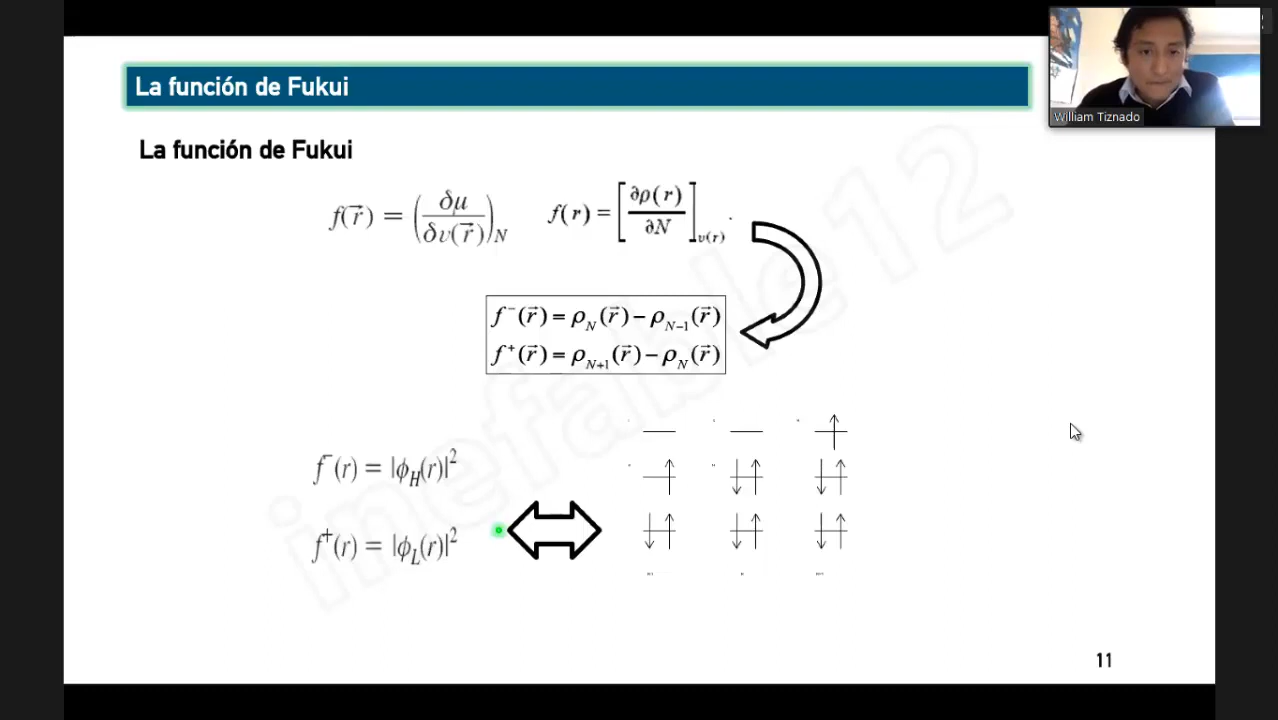 La función de Fukui
William Tiznado
La función de Fukui
f(r⃗) = (δμ / δυ(r⃗))_N    f(r) = [∂ρ(r) / ∂N]_υ(r) .
f⁻(r⃗) = ρ_N(r⃗) − ρ_N−1(r⃗)
f⁺(r⃗) = ρ_N+1(r⃗) − ρ_N(r⃗)
f⁻(r) = |ϕ_H(r)|²
f⁺(r) = |ϕ_L(r)|²
inefable12
11